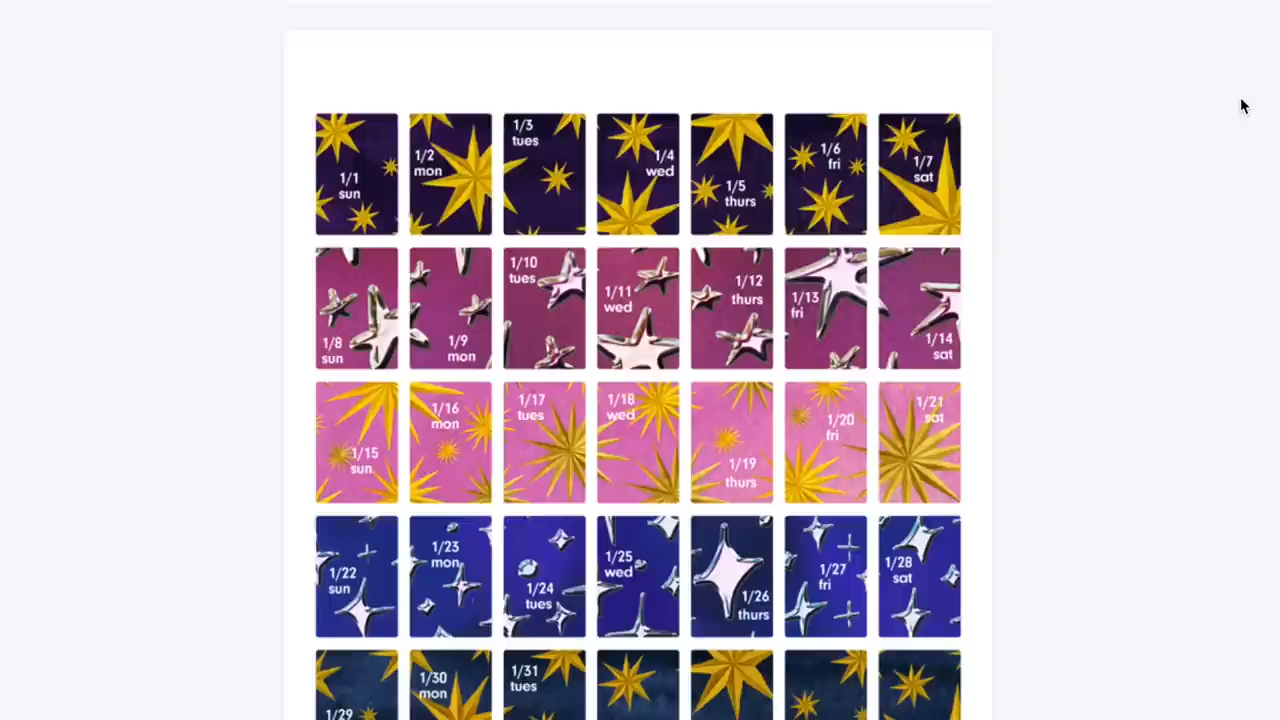 1/1
sun
1/2
mon
1/3
tues
1/4
wed
1/5
thurs
1/6
fri
1/7
sat
1/8
sun
1/9
mon
1/10
tues
1/11
wed
1/12
thurs
1/13
fri
1/14
sat
1/15
sun
1/16
mon
1/17
tues
1/18
wed
1/19
thurs
1/20
fri
1/21
sat
1/22
sun
1/23
mon
1/24
tues
1/25
wed
1/26
thurs
1/27
fri
1/28
sat
1/29
1/30
mon
1/31
tues